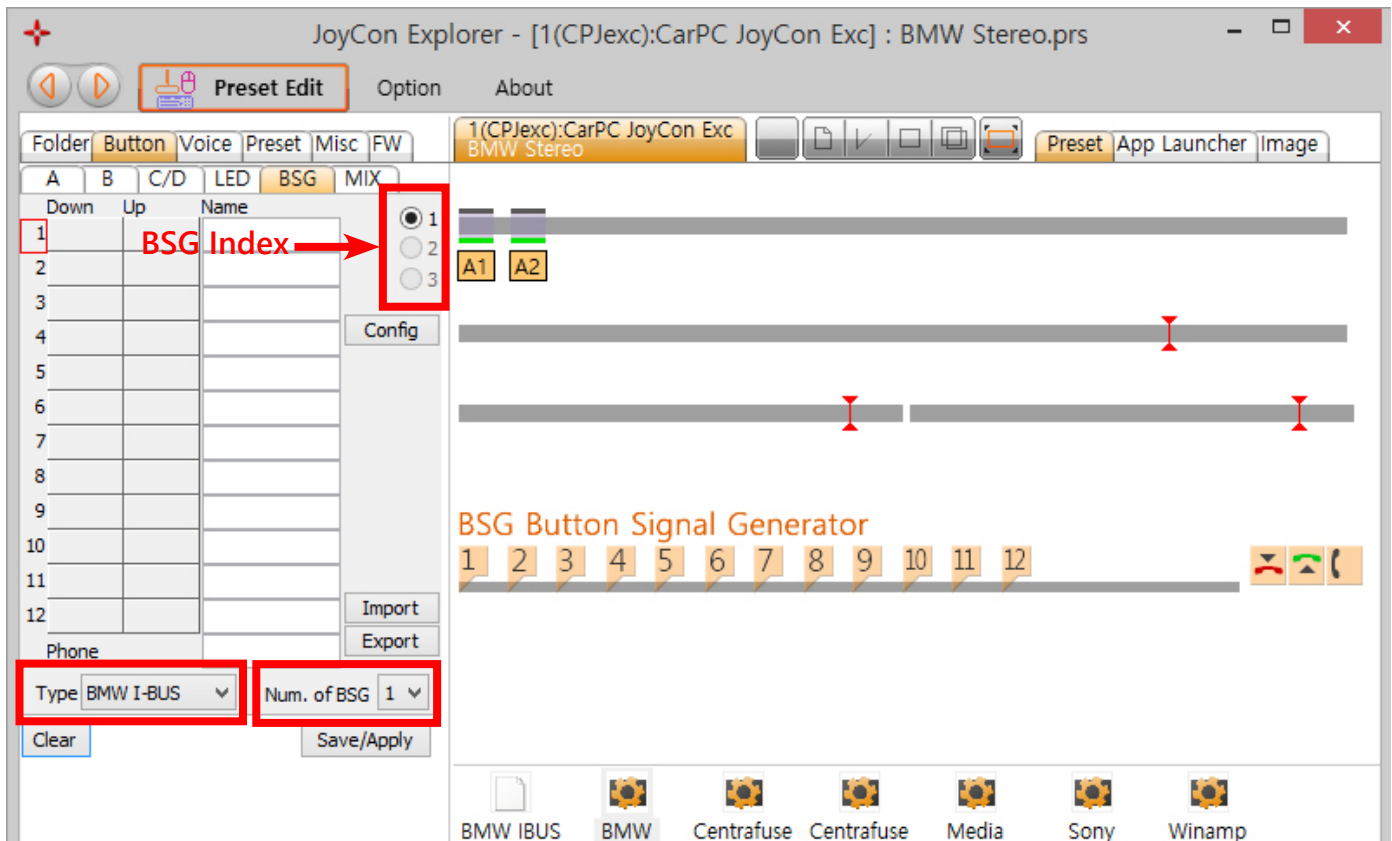 JoyCon Explorer - [1(CPJexc):CarPC JoyCon Exc] : BMW Stereo.prs
Preset Edit Option About
Folder Button Voice Preset Misc FW
1(CPJexc):CarPC JoyCon Exc
BMW Stereo
Preset App Launcher Image
A B C/D LED BSG MIX
Down Up Name
BSG Index
1
2
3
1
2
3
4
5
6
7
8
9
10
11
12
Phone
Config
Import
Export
Type BMW I-BUS Num. of BSG 1
Clear Save/Apply
A1 A2
BSG Button Signal Generator
1 2 3 4 5 6 7 8 9 10 11 12
BMW IBUS BMW Centrafuse Centrafuse Media Sony Winamp